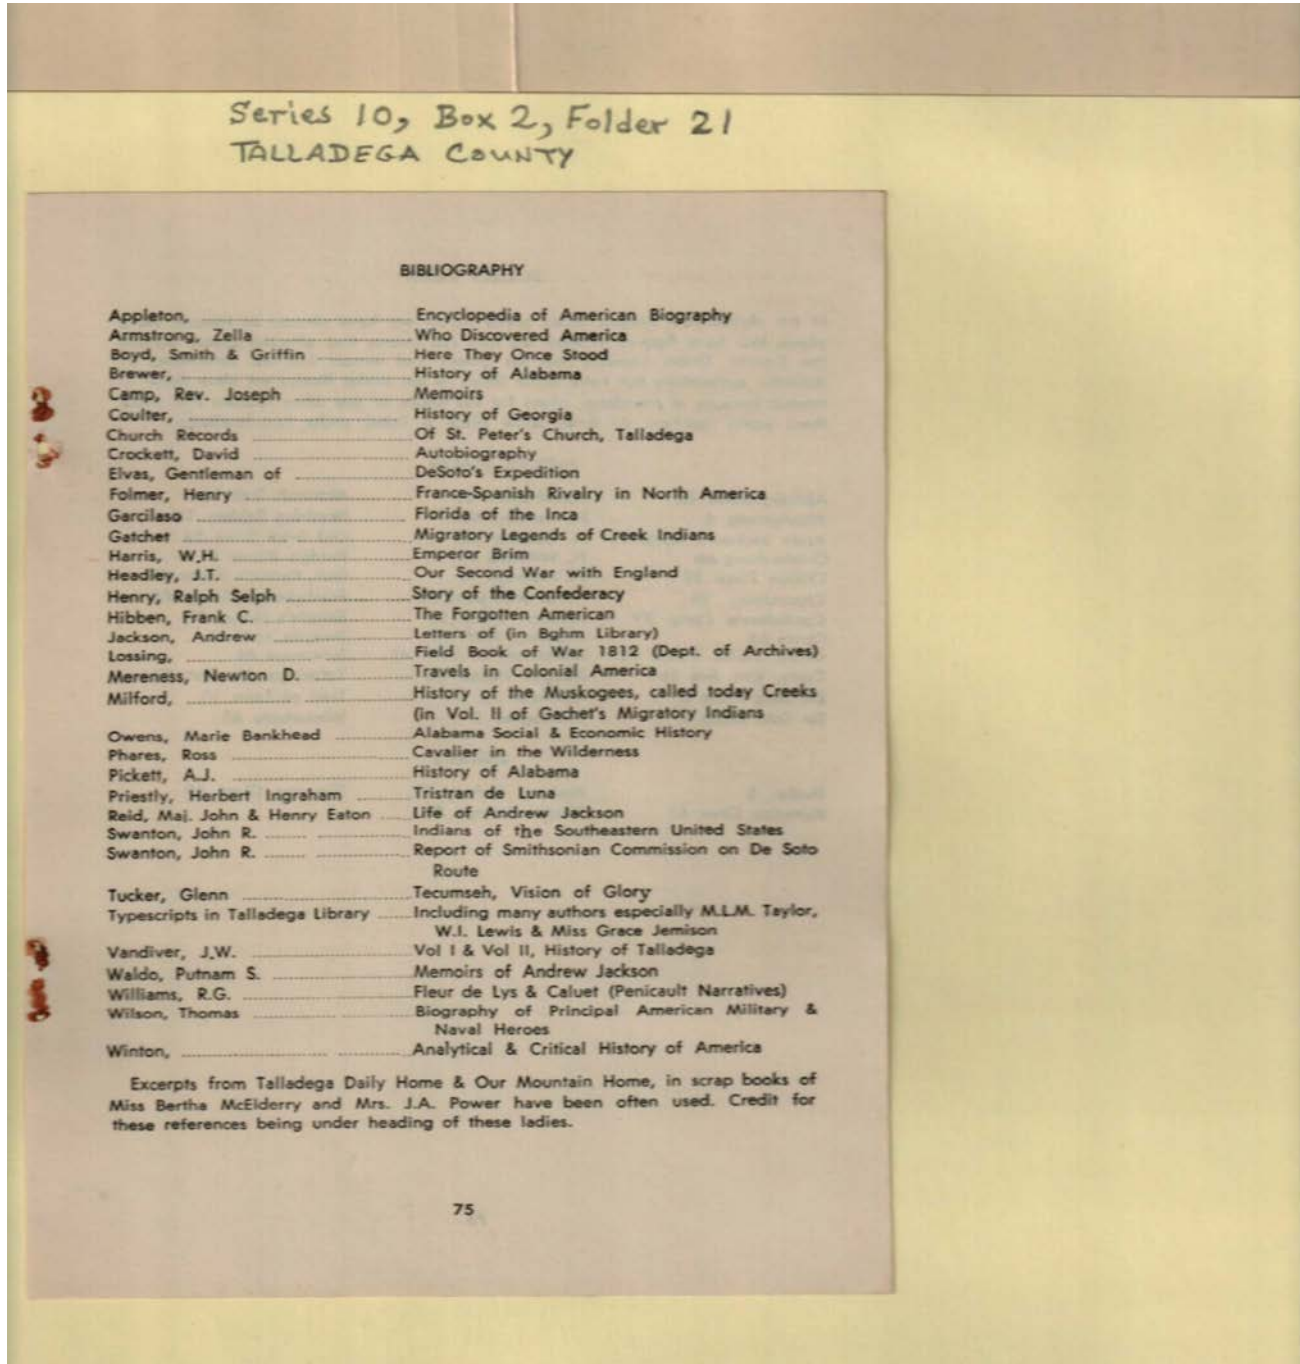 Series 10, Box 2, Folder 21
TALLADEGA COUNTY
BIBLIOGRAPHY
Appleton, Encyclopedia of American Biography
Armstrong, Zella Who Discovered America
Boyd, Smith & Griffin Here They Once Stood
Brewer, History of Alabama
Camp, Rev. Joseph Memoirs
Coulter, History of Georgia
Church Records Of St. Peter's Church, Talladega
Crockett, David Autobiography
Elvas, Gentleman of DeSoto's Expedition
Folmer, Henry France-Spanish Rivalry in North America
Garcilaso Florida of the Inca
Gatchet Migratory Legends of Creek Indians
Harris, W.H. Emperor Brim
Headley, J.T. Our Second War with England
Henry, Ralph Selph Story of the Confederacy
Hibben, Frank C. The Forgotten American
Jackson, Andrew Letters of (in Bghm Library)
Lossing, Field Book of War 1812 (Dept. of Archives)
Mereness, Newton D. Travels in Colonial America
Milford, History of the Muskogees, called today Creeks
(in Vol. II of Gachet's Migratory Indians
Owens, Marie Bankhead Alabama Social & Economic History
Phares, Ross Cavalier in the Wilderness
Pickett, A.J. History of Alabama
Priestly, Herbert Ingraham Tristran de Luna
Reid, Maj. John & Henry Eaton Life of Andrew Jackson
Swanton, John R. Indians of the Southeastern United States
Swanton, John R. Report of Smithsonian Commission on De Soto
Route
Tucker, Glenn Tecumseh, Vision of Glory
Typescripts in Talladega Library Including many authors especially M.L.M. Taylor,
W.I. Lewis & Miss Grace Jemison
Vandiver, J.W. Vol I & Vol II, History of Talladega
Waldo, Putnam S. Memoirs of Andrew Jackson
Williams, R.G. Fleur de Lys & Caluet (Penicault Narratives)
Wilson, Thomas Biography of Principal American Military &
Naval Heroes
Winton, Analytical & Critical History of America
Excerpts from Talladega Daily Home & Our Mountain Home, in scrap books of
Miss Bertha McElderry and Mrs. J.A. Power have been often used. Credit for
these references being under heading of these ladies.
75